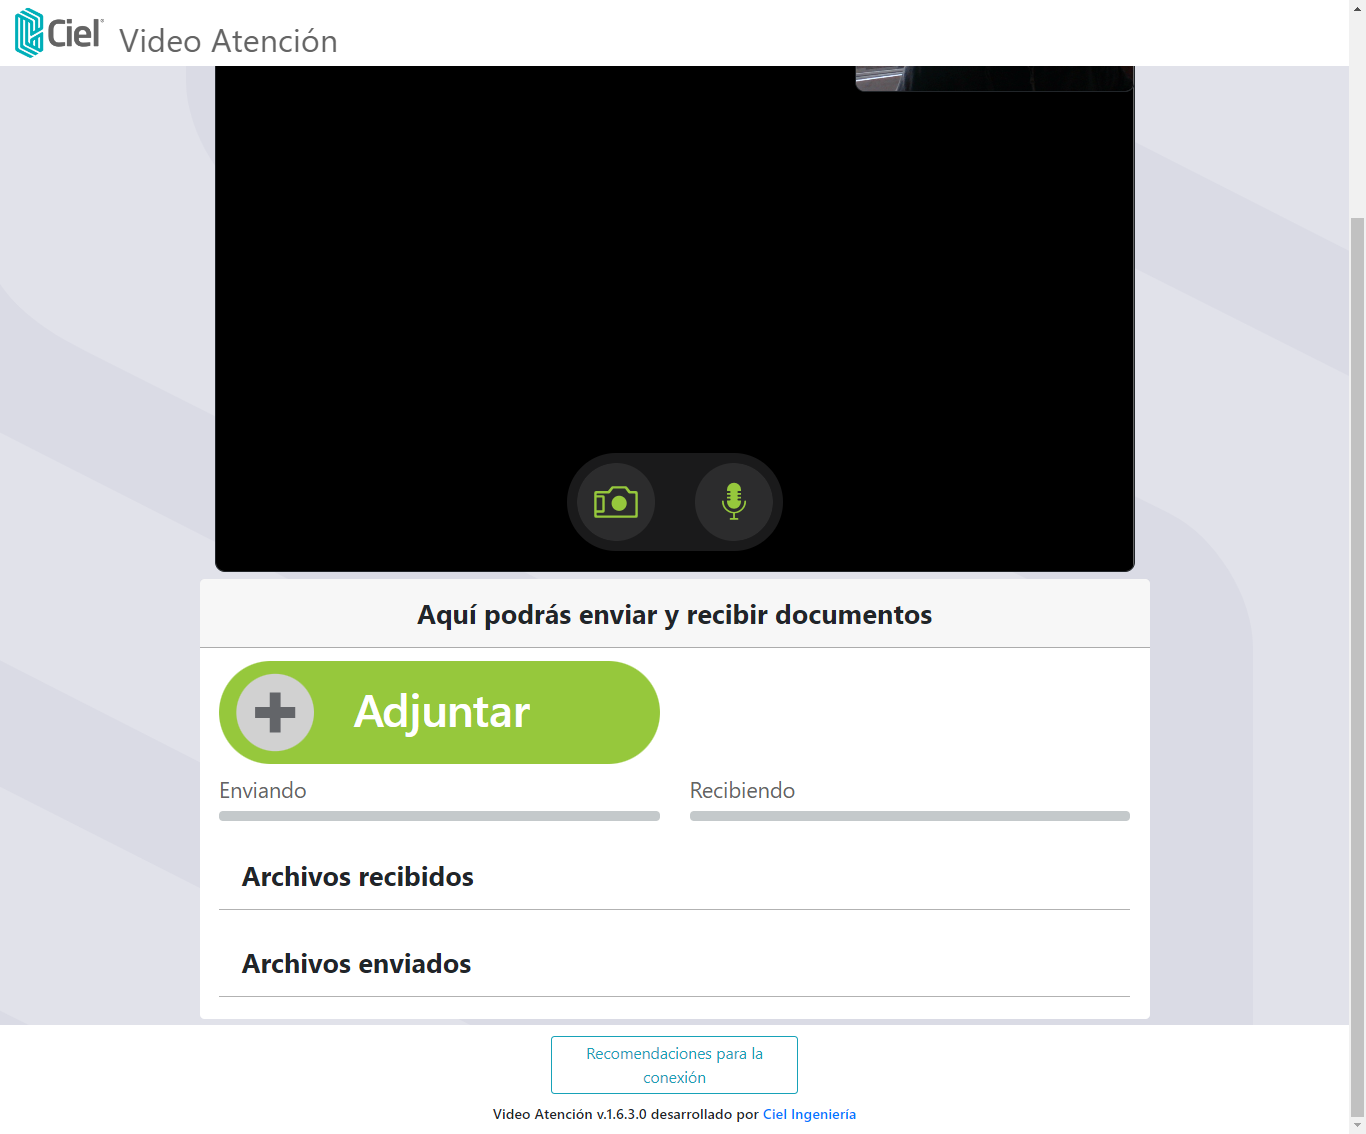 Ciel
Video Atención
Aquí podrás enviar y recibir documentos
Adjuntar
Enviando
Recibiendo
Archivos recibidos
Archivos enviados
Recomendaciones para la
conexión
Video Atención v.1.6.3.0 desarrollado por Ciel Ingeniería